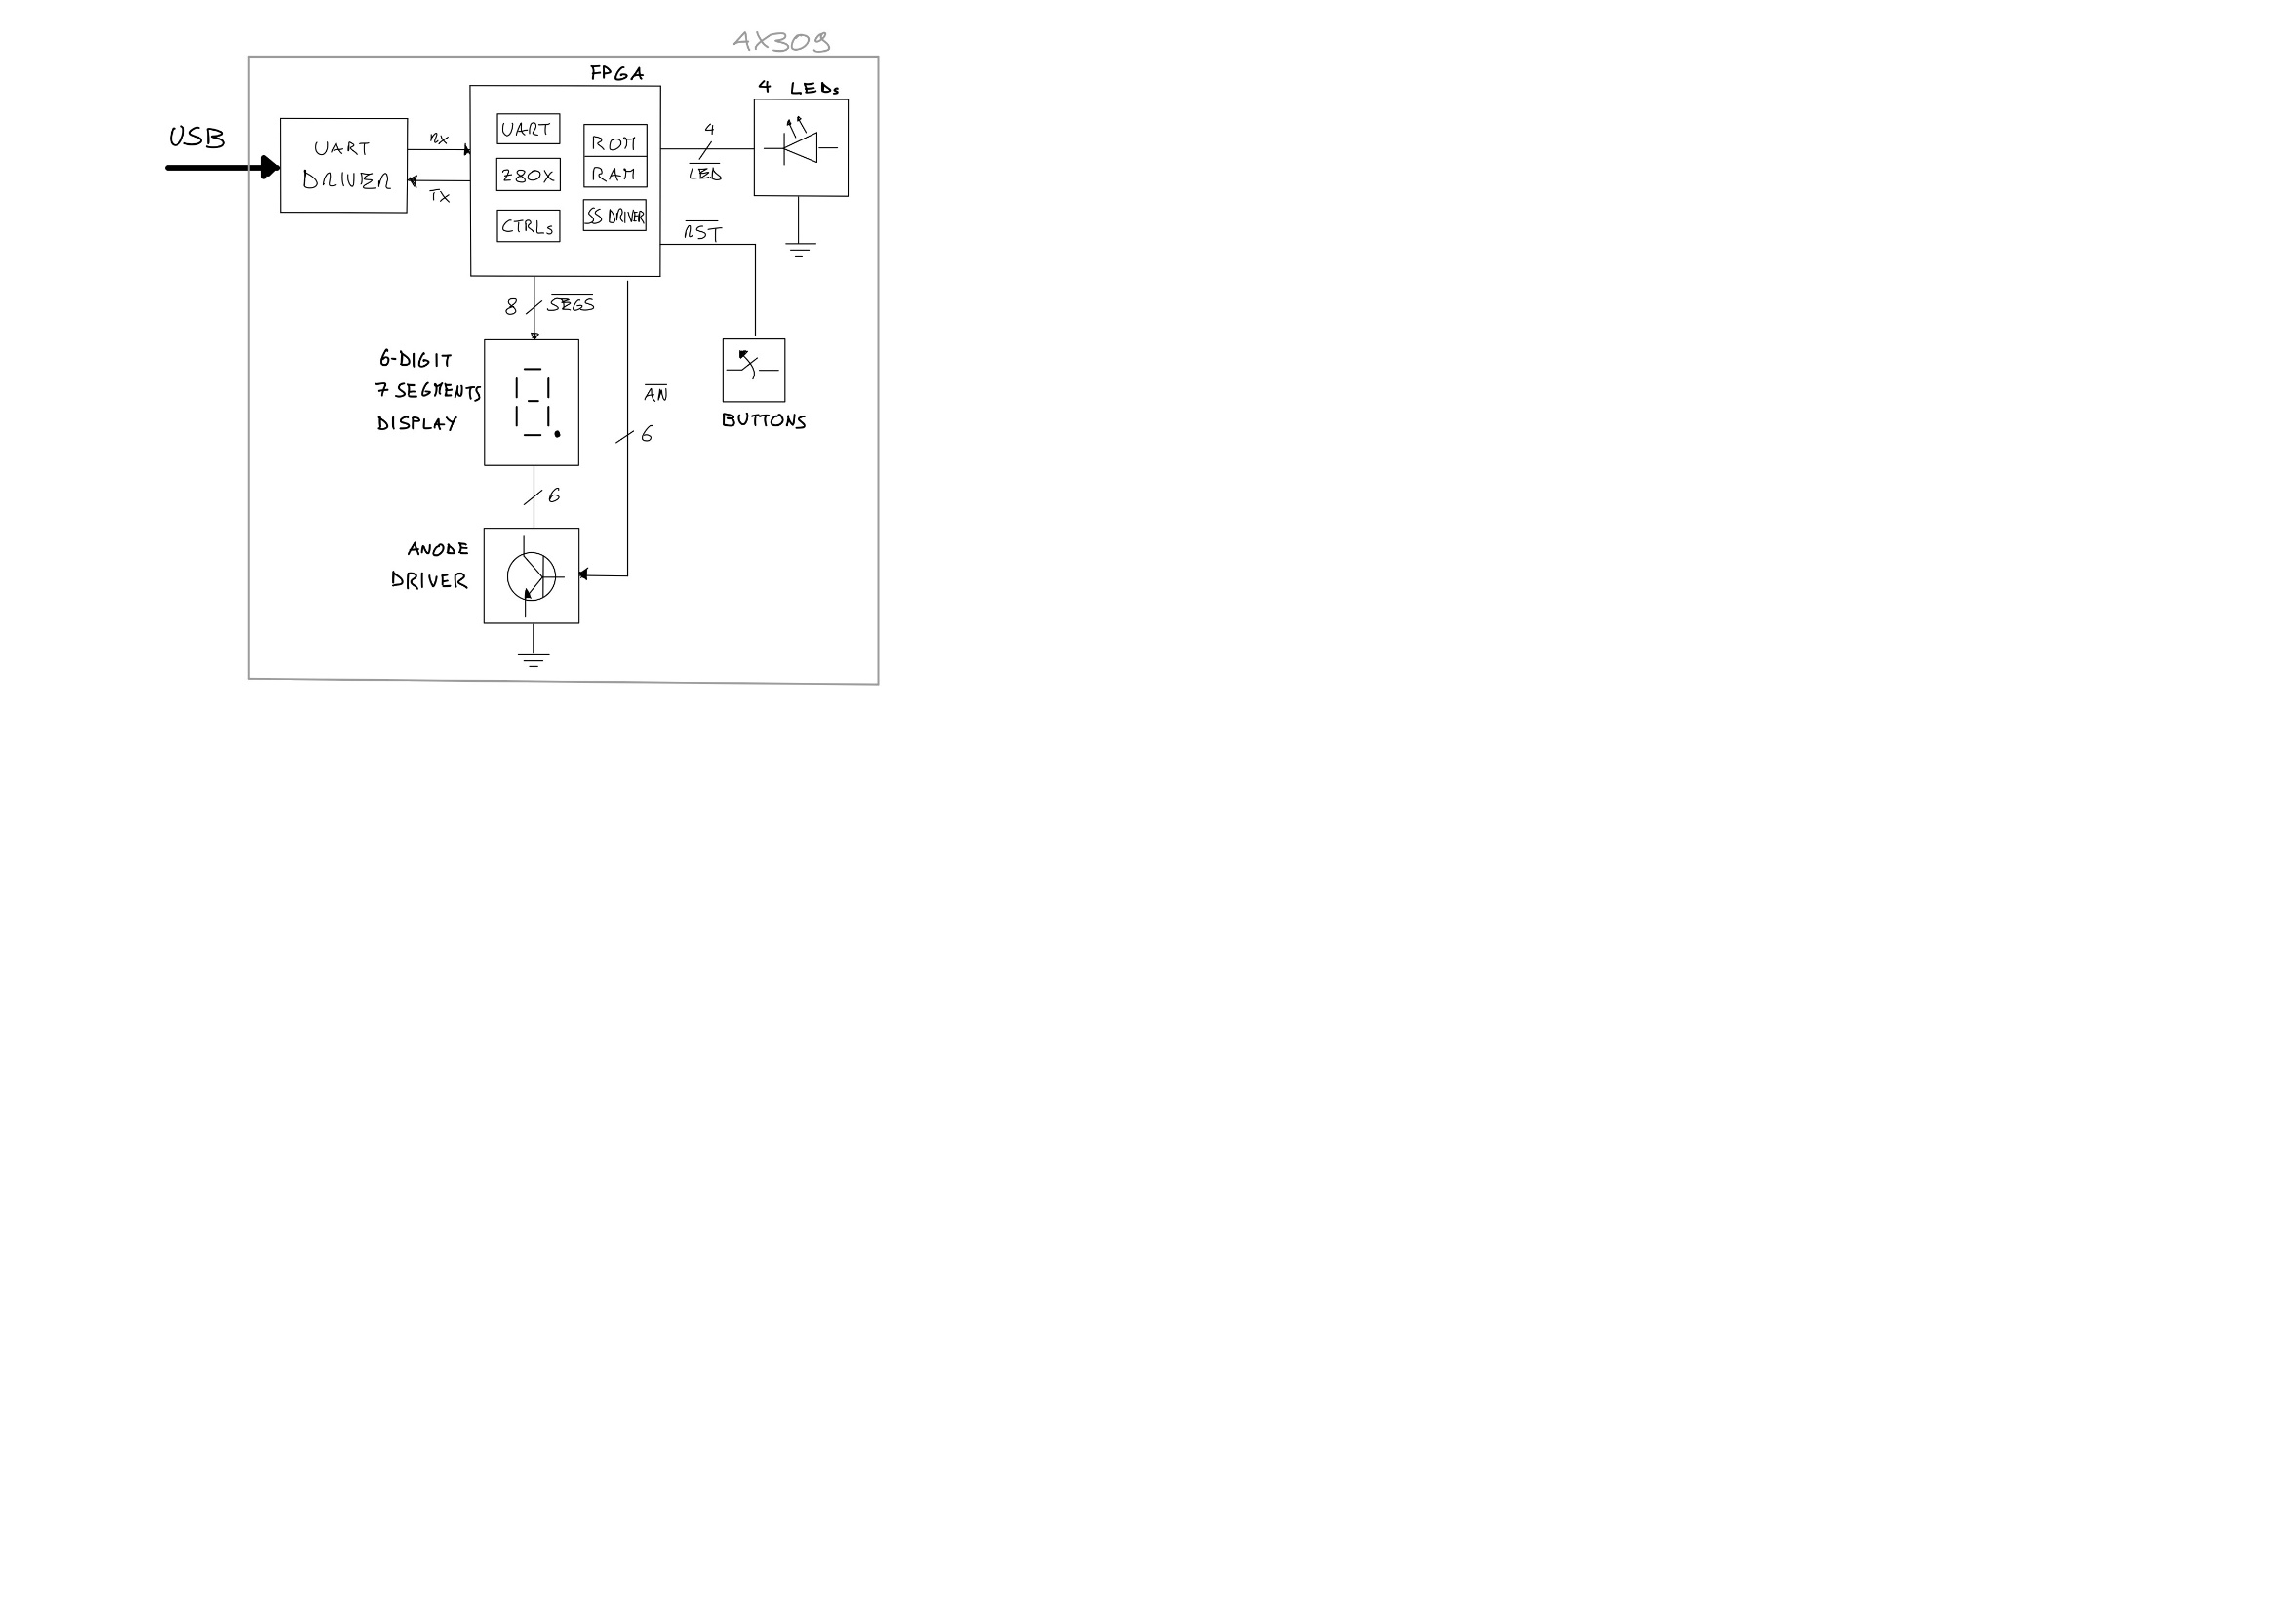 AX309
FPGA
4 LEDs
USB
UART
DRIVER
RX
TX
UART
Z80X
CTRLs
ROM
RAM
SS DRIVER
4
LED
RST
8
SEGS
6-DIGIT
7 SEGMENTS
DISPLAY
AN
6
BUTTONS
6
ANODE
DRIVER